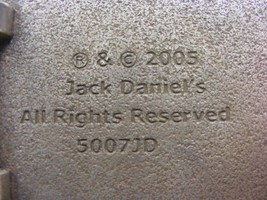 ® & © 2005
Jack Daniel's
All Rights Reserved
5007JD